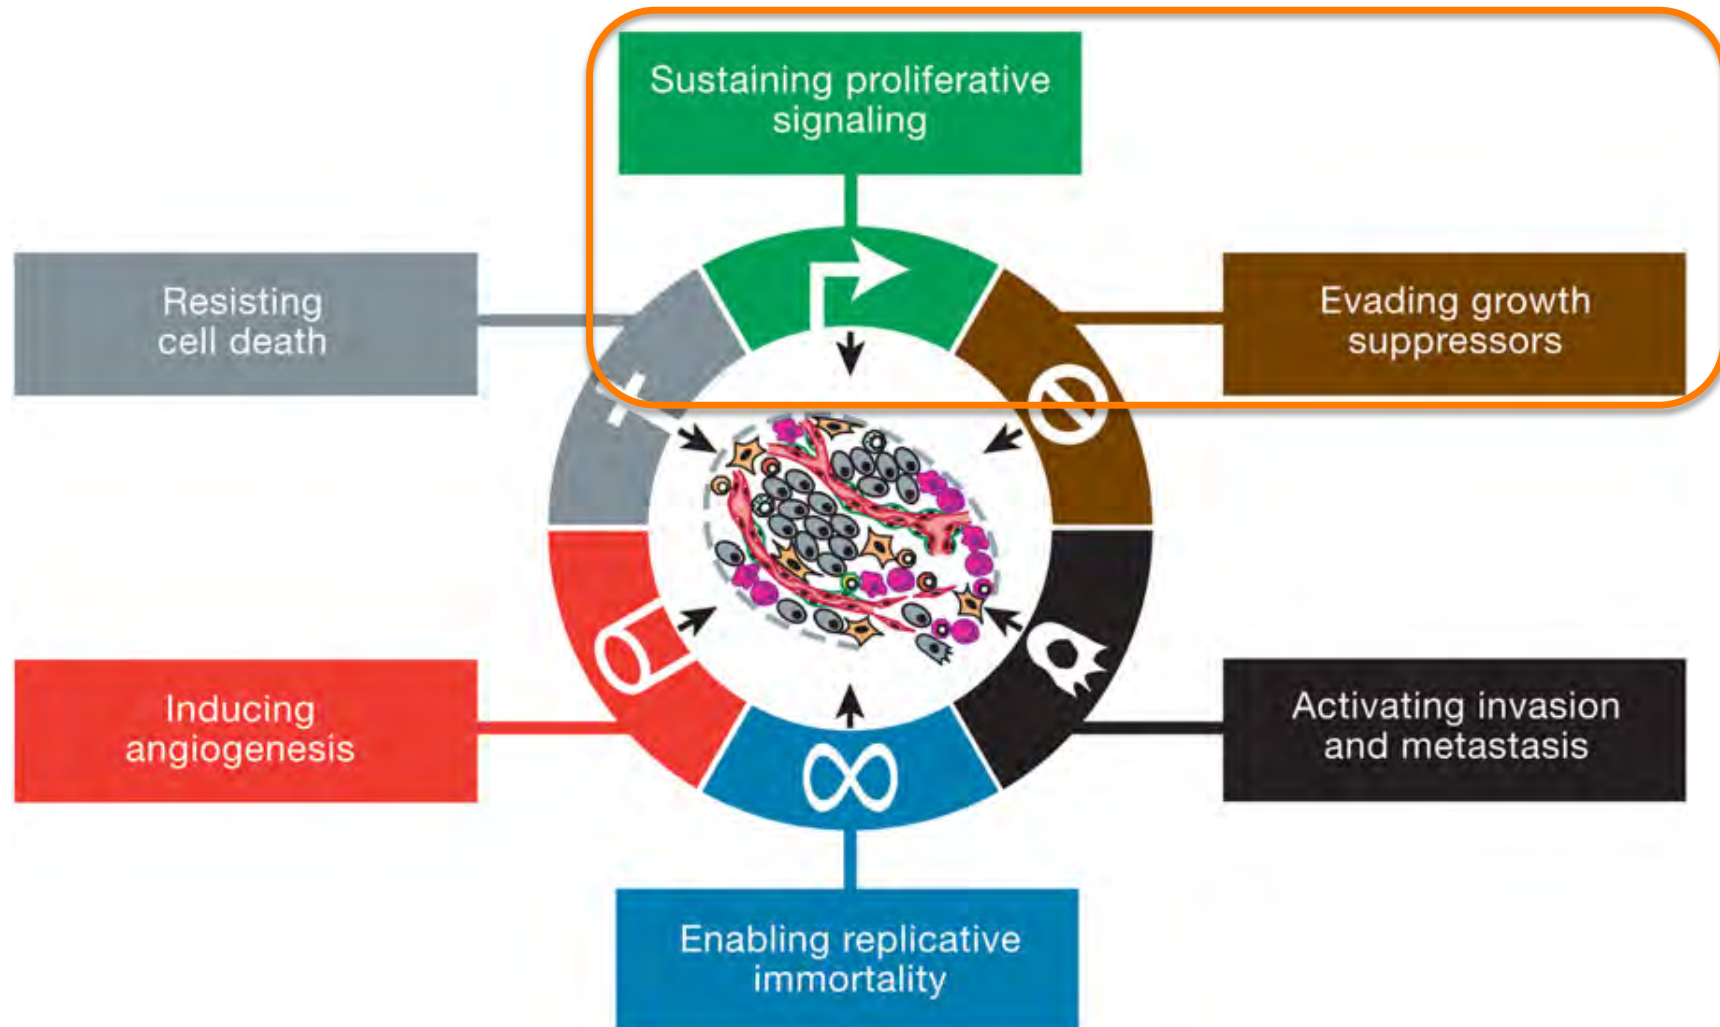 Sustaining proliferative
signaling
Resisting
cell death
Evading growth
suppressors
Inducing
angiogenesis
Activating invasion
and metastasis
Enabling replicative
immortality